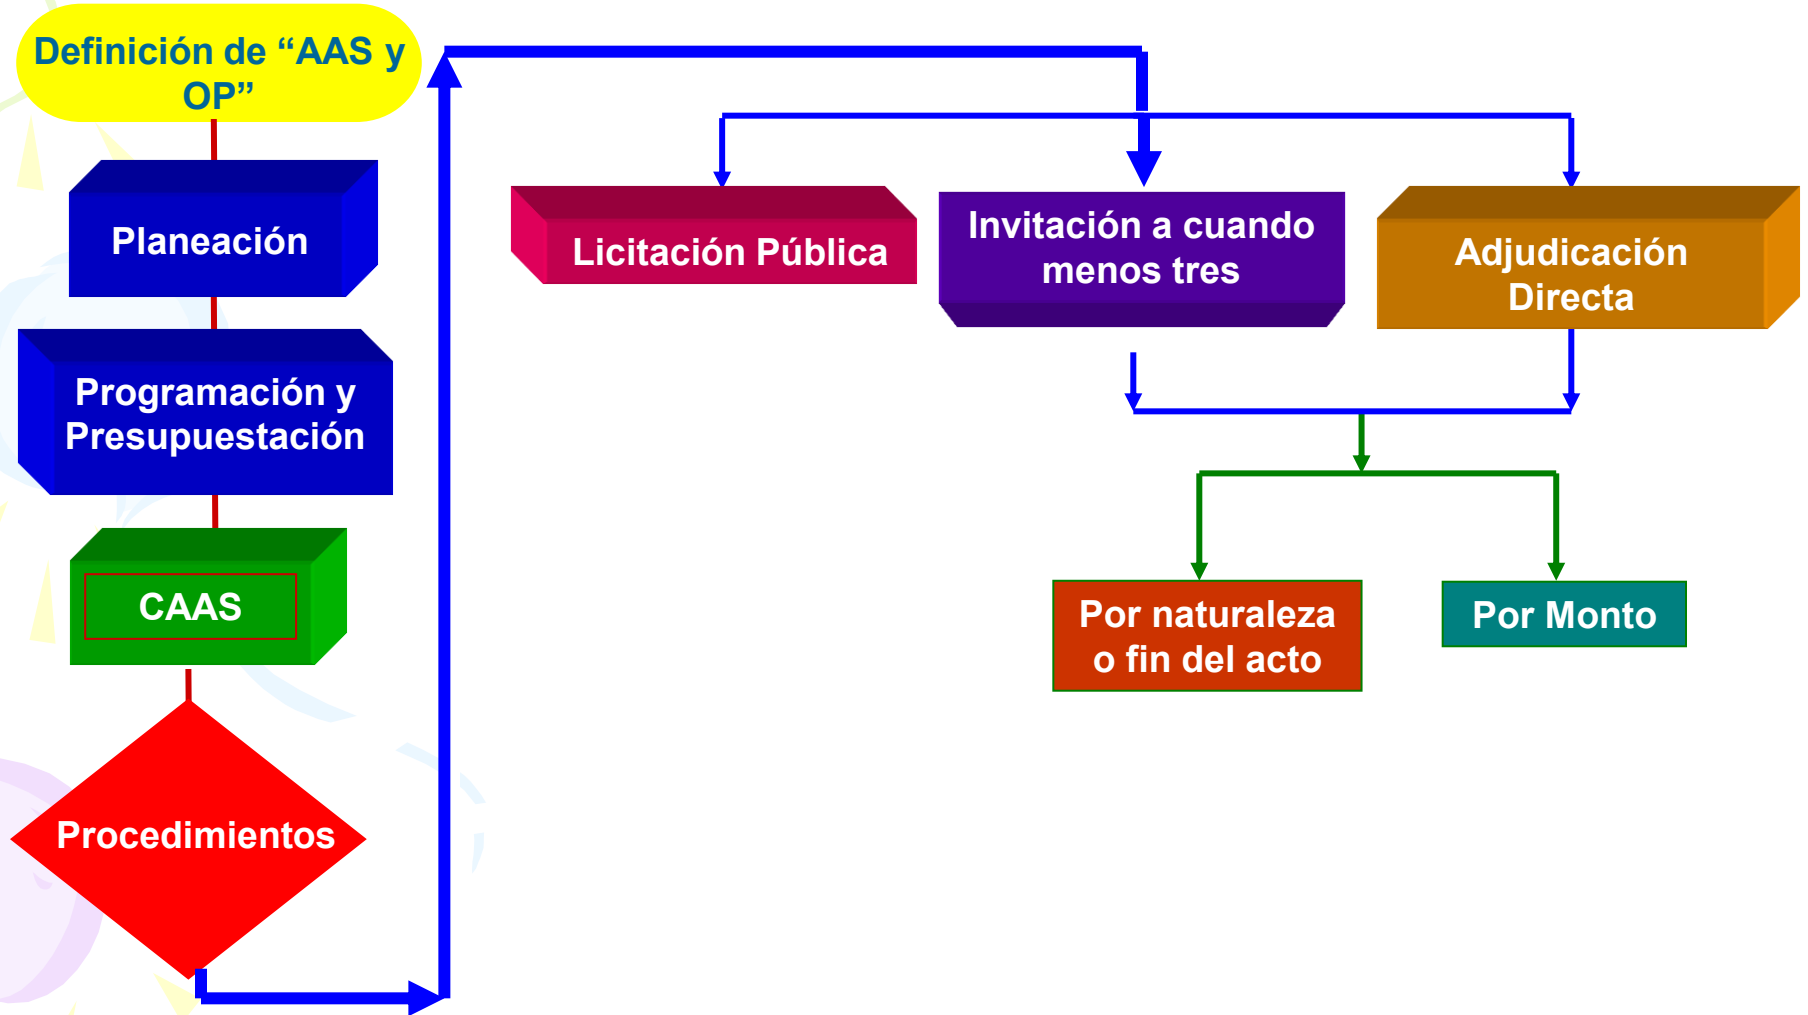 Definición de “AAS y
OP”
Planeación
Programación y
Presupuestación
CAAS
Procedimientos
Licitación Pública
Invitación a cuando
menos tres
Adjudicación
Directa
Por naturaleza
o fin del acto
Por Monto